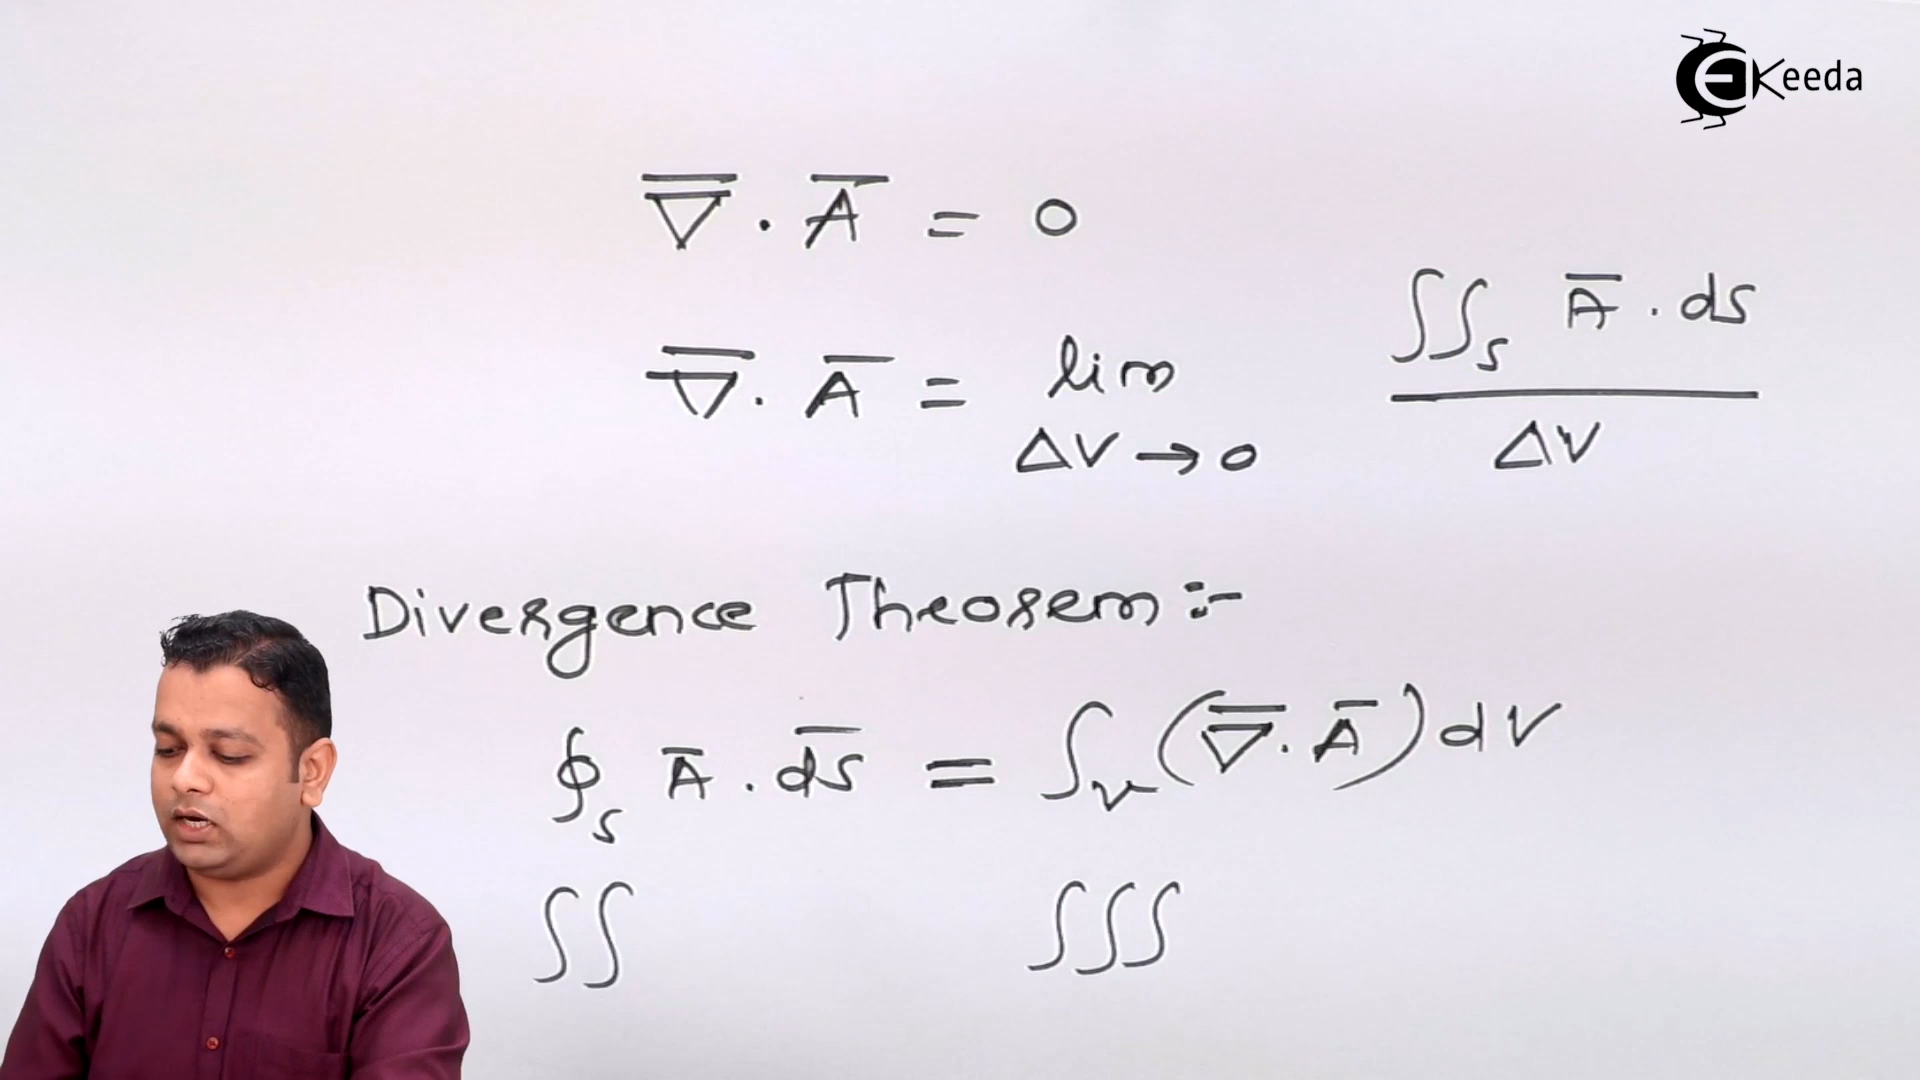 EKeeda
∇̅ · A̅ = 0
∇̅ · A̅ = lim ΔV → 0 ∬s A̅ · ds / ΔV
Divergence Theorem :-
∮s A̅ · d̅s̅ = ∫v (∇̅ · A̅) dV
∬ ∭